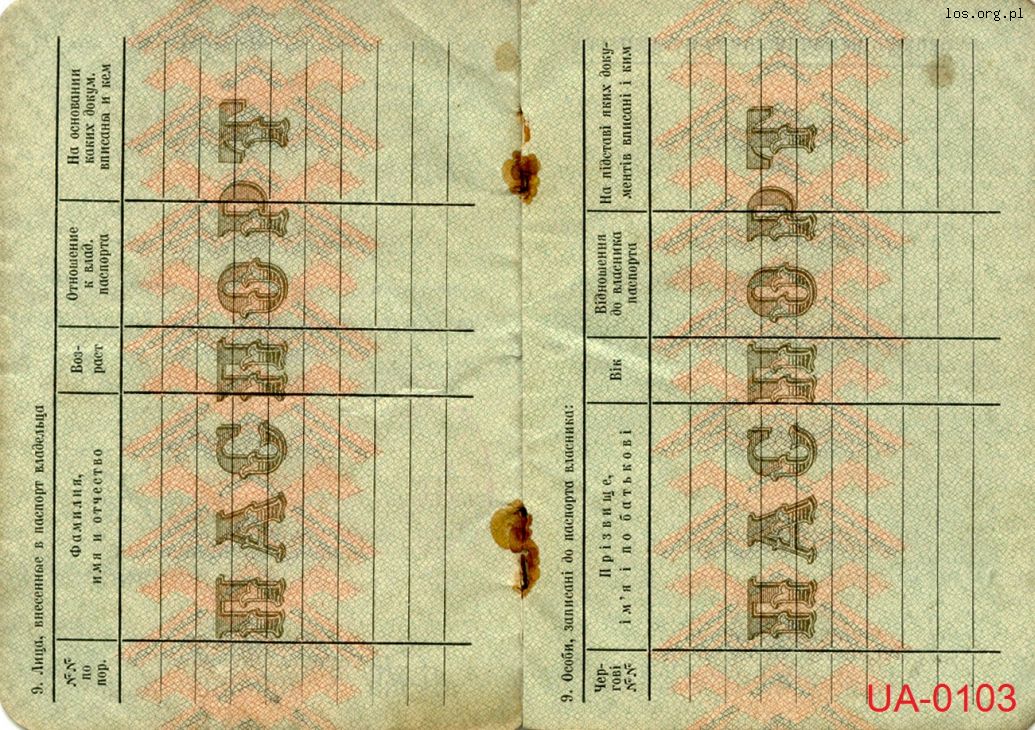 los.org.pl
9. Лица, внесенные в паспорт владельца
№№
по
пор.
Фамилия,
имя и отчество
Воз-
раст
Отношение
к влад.
паспорта
На основании
каких докум.
вписаны и кем
ПАСПОРТ
9. Особи, записані до паспорта власника:
Чер-
гові
№№
Прізвище,
ім'я і по батькові
Вік
Відношення
до власника
паспорта
На підставі яких доку-
ментів вписані і ким
ПАСПОРТ
UA-0103